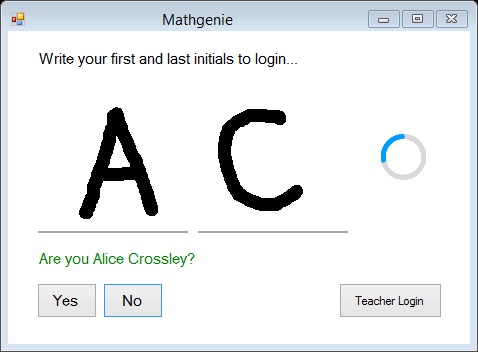 Mathgenie
Write your first and last initials to login...
A C
Are you Alice Crossley?
Yes No Teacher Login